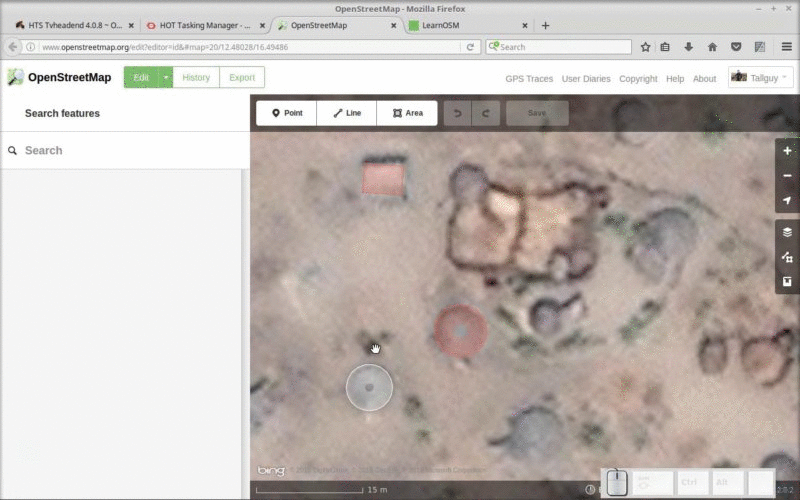 OpenStreetMap - Mozilla Firefox
HTS Tvheadend 4.0.8 ~ O...
HOT Tasking Manager - ...
OpenStreetMap
LearnOSM
www.openstreetmap.org/edit?editor=id&#map=20/12.48028/16.49486
Search
OpenStreetMap
Edit
History
Export
GPS Traces
User Diaries
Copyright
Help
About
Tallguy
Search features
Point
Line
Area
Save
Search
bing
15 m
Ctrl
Alt